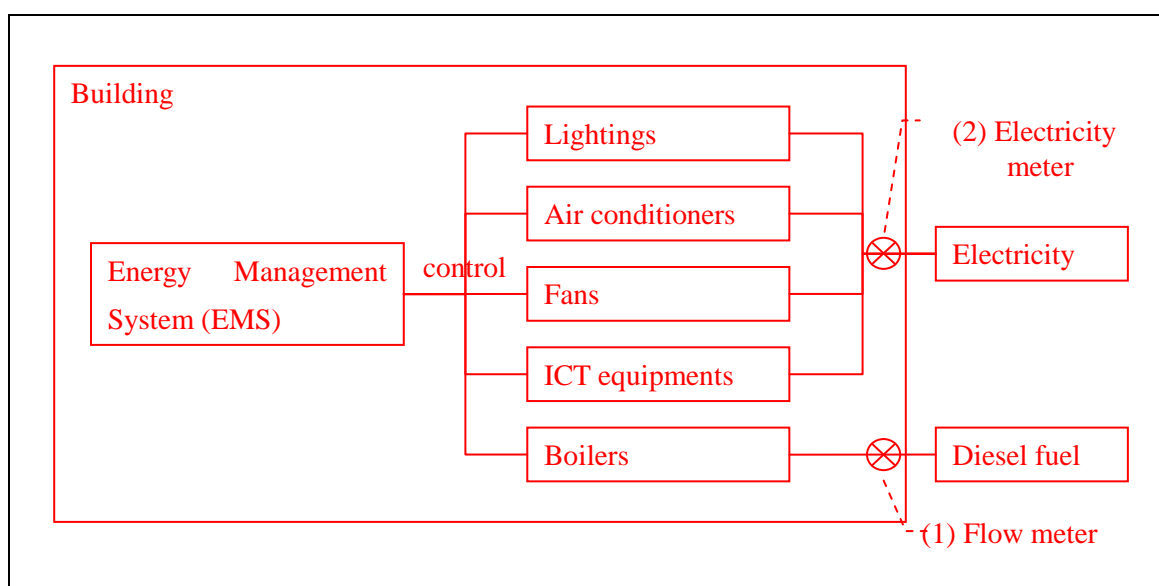 Building
Lightings
(2) Electricity
meter
Air conditioners
Energy Management
System (EMS)
control
Electricity
Fans
ICT equipments
Boilers
Diesel fuel
(1) Flow meter